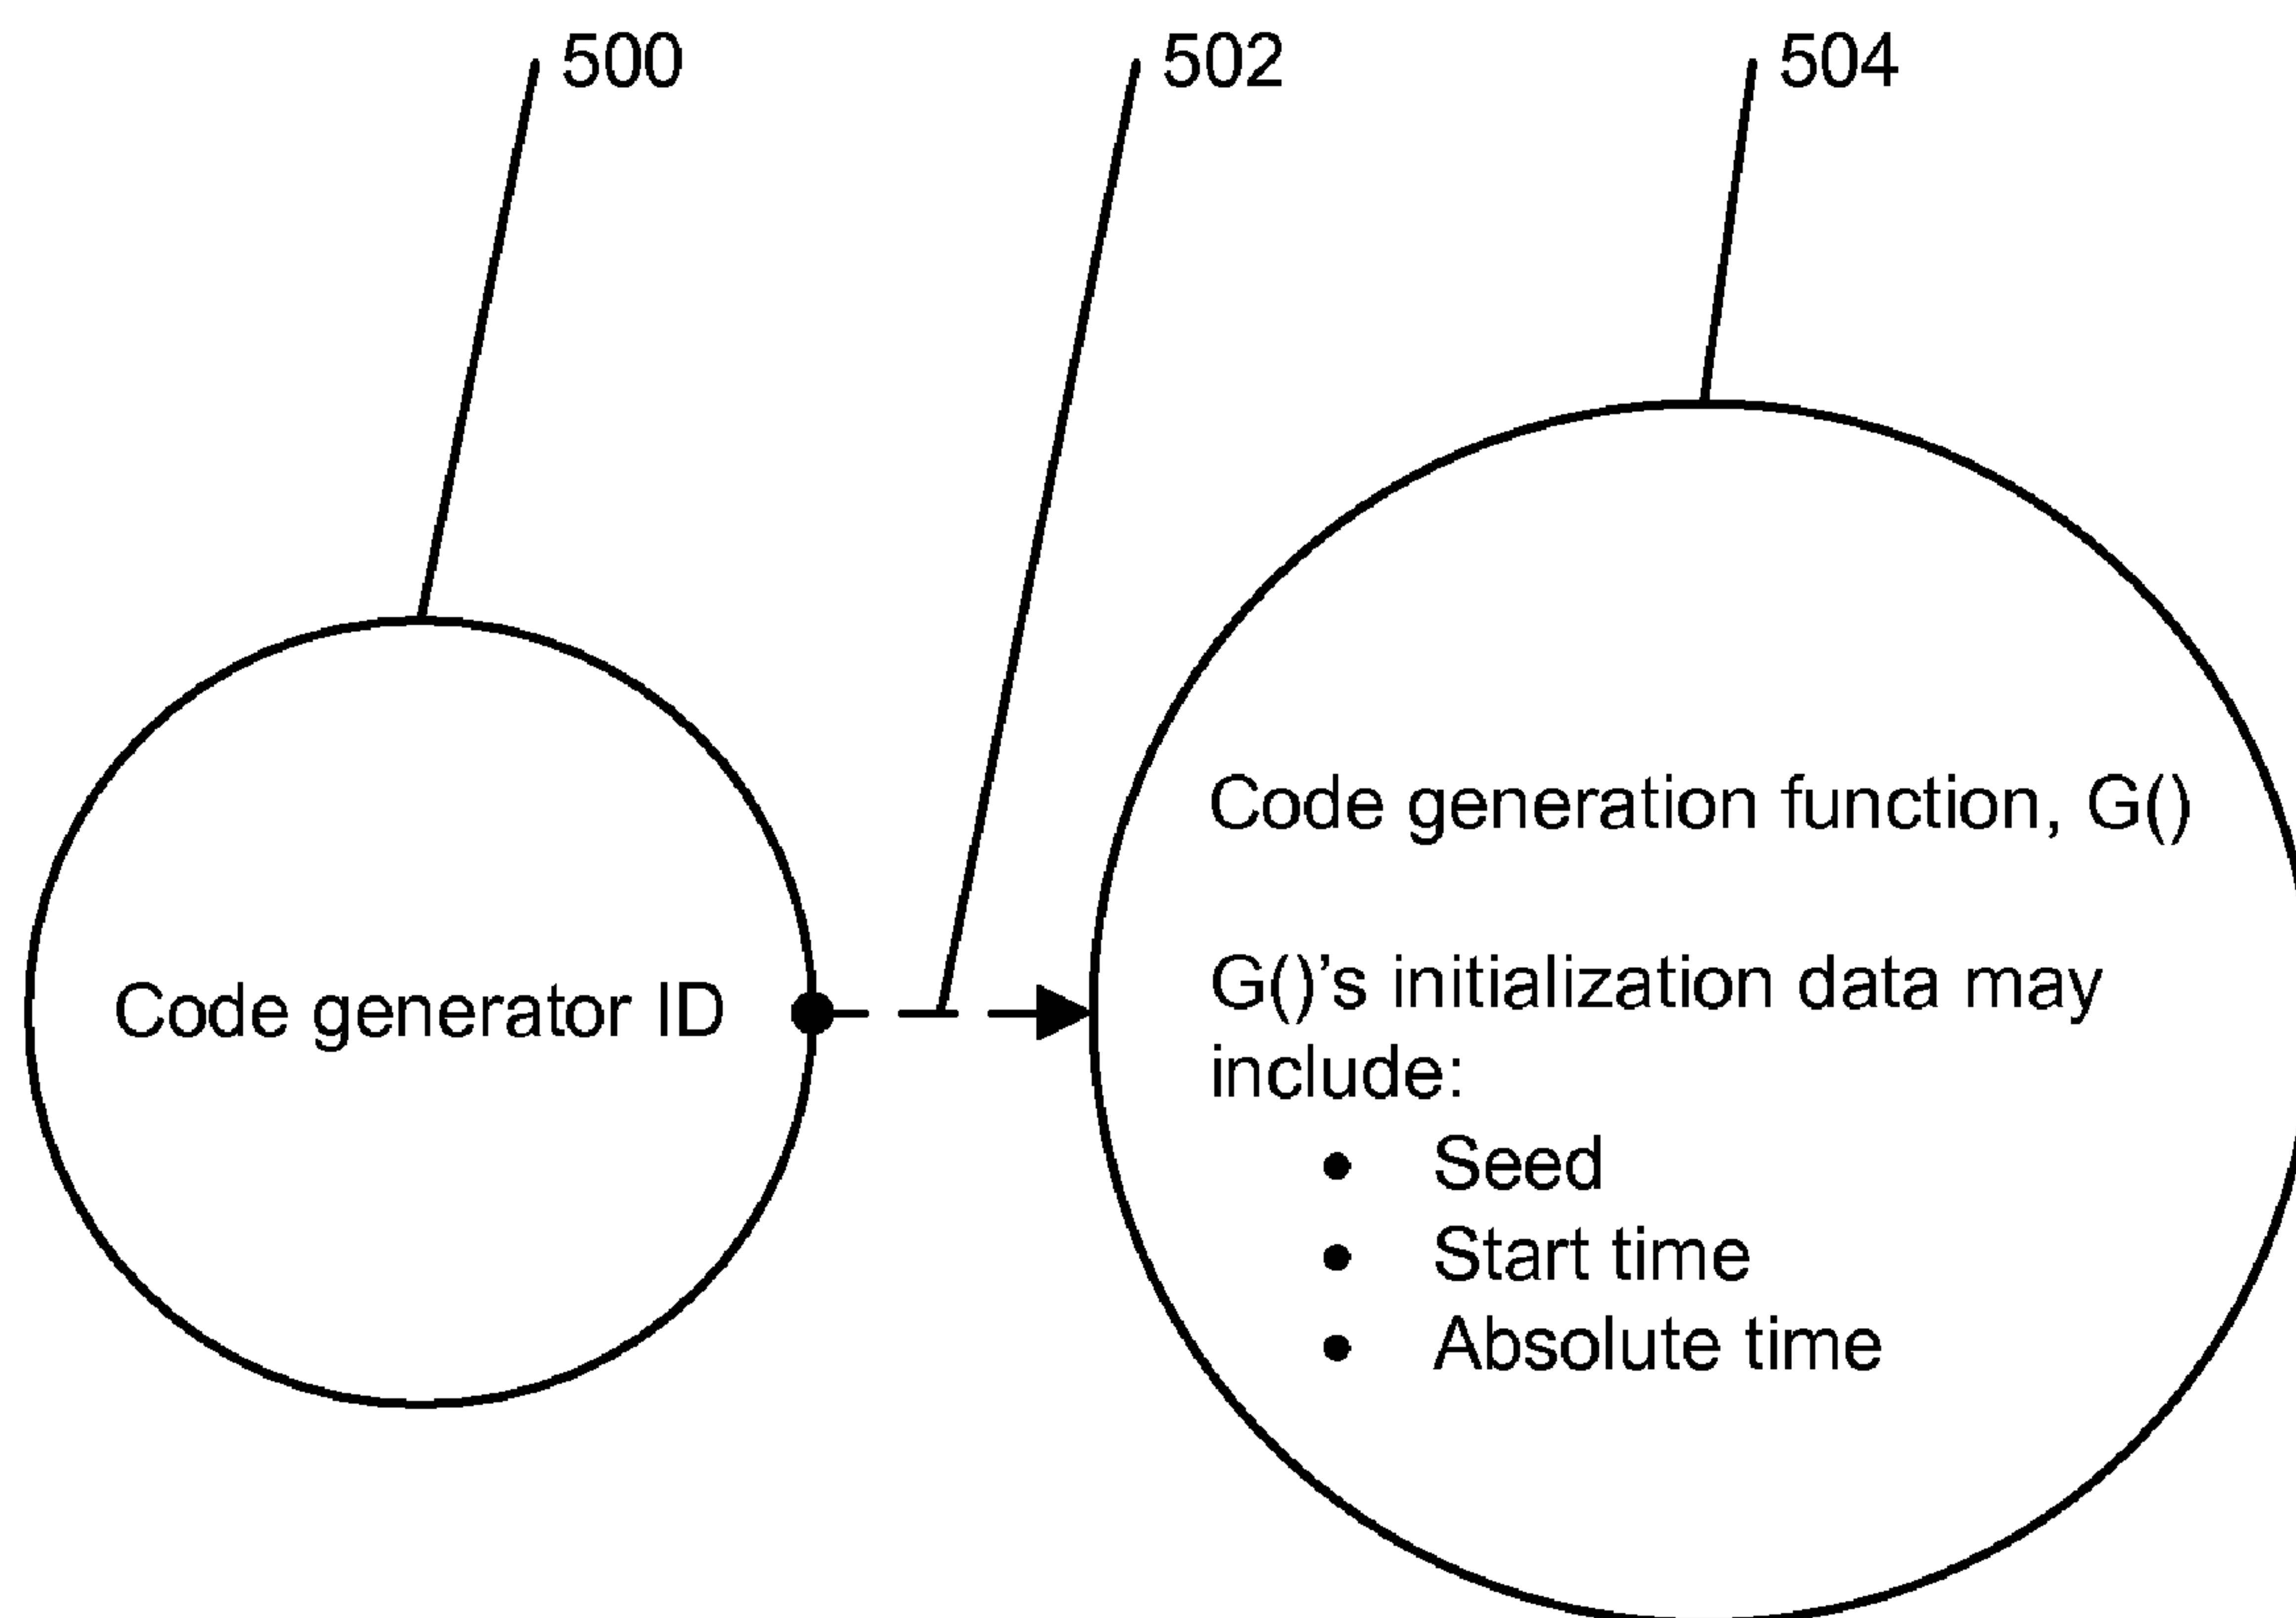 500
502
504
Code generator ID
Code generation function, G()
G()’s initialization data may
include:
• Seed
• Start time
• Absolute time